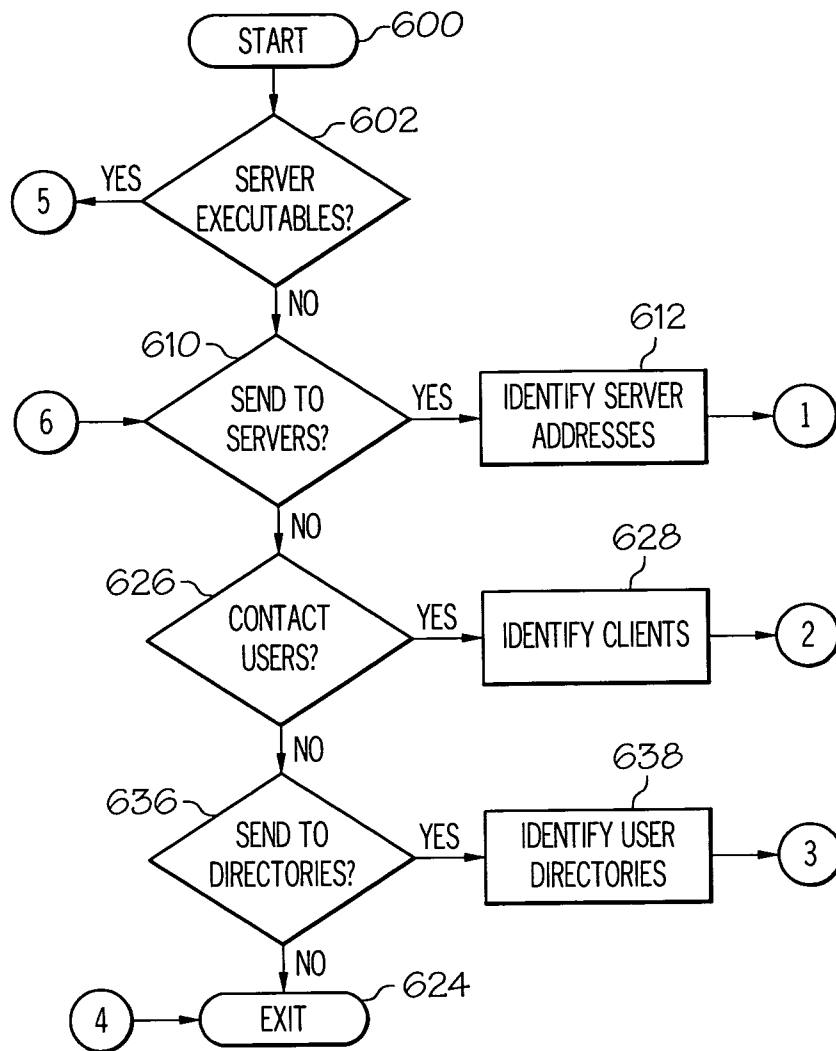 START
600
602
5
YES
SERVER
EXECUTABLES?
NO
610
612
6
SEND TO
SERVERS?
YES
IDENTIFY SERVER
ADDRESSES
1
NO
626
628
CONTACT
USERS?
YES
IDENTIFY CLIENTS
2
NO
636
638
SEND TO
DIRECTORIES?
YES
IDENTIFY USER
DIRECTORIES
3
NO
4
EXIT
624